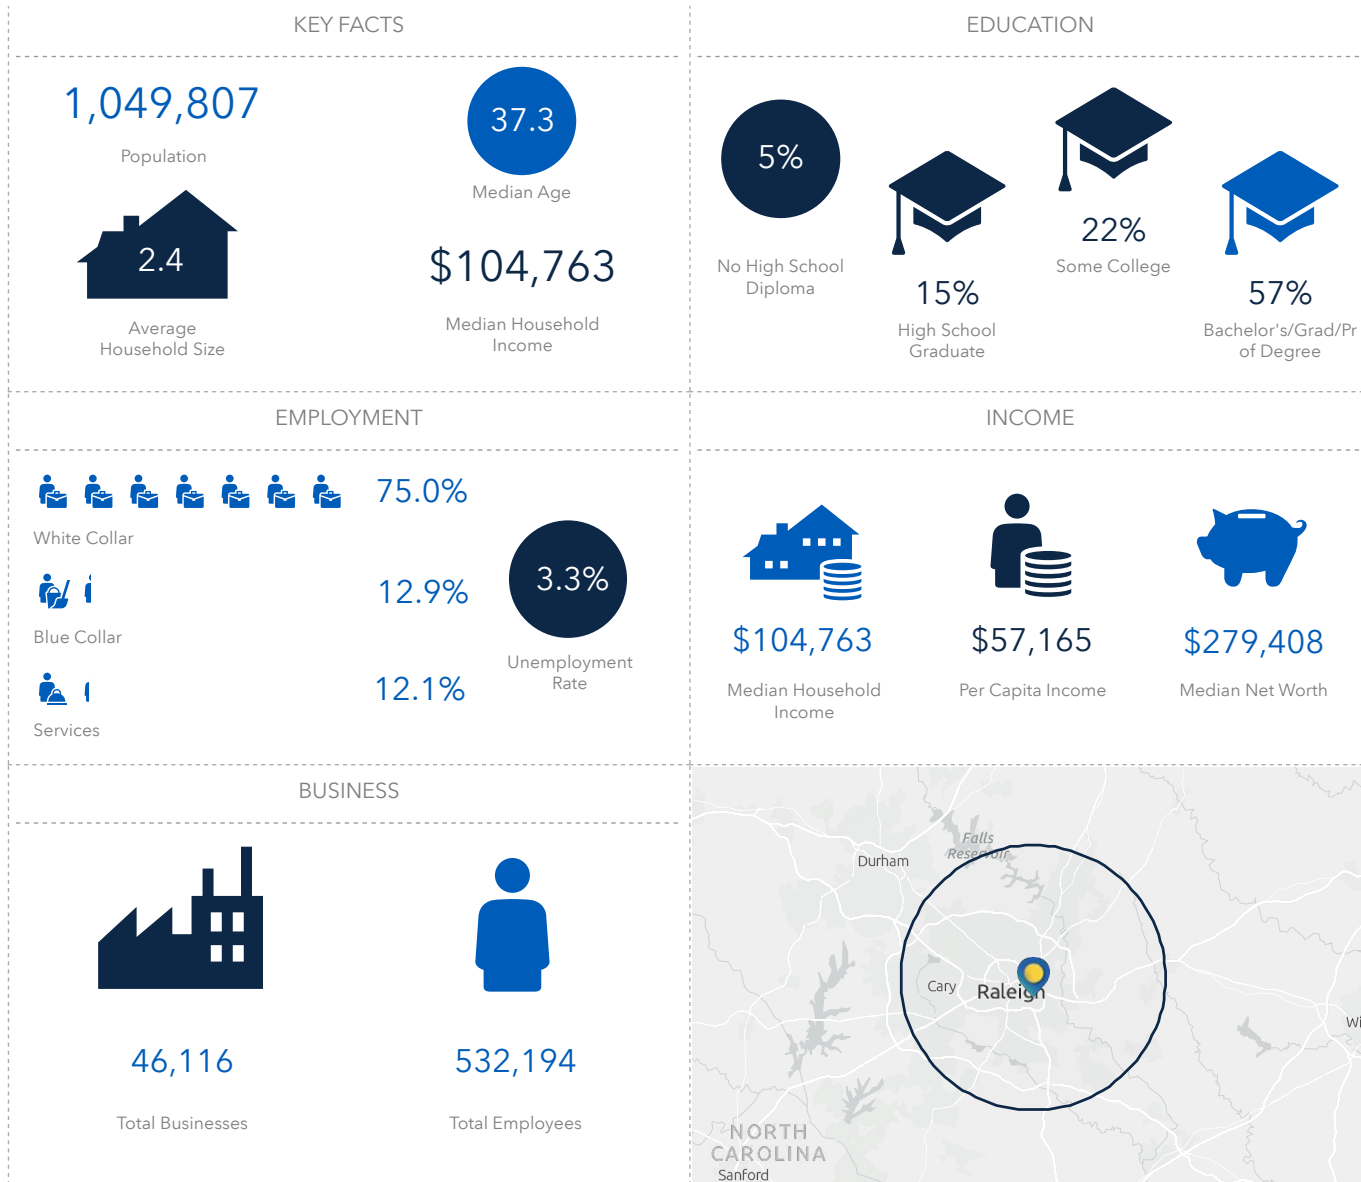 KEY FACTS
1,049,807
Population
37.3
Median Age
2.4
Average
Household Size
$104,763
Median Household
Income
EDUCATION
5%
No High School
Diploma
15%
High School
Graduate
22%
Some College
57%
Bachelor's/Grad/Pr
of Degree
EMPLOYMENT
75.0%
White Collar
12.9%
Blue Collar
12.1%
Services
3.3%
Unemployment
Rate
INCOME
$104,763
Median Household
Income
$57,165
Per Capita Income
$279,408
Median Net Worth
BUSINESS
46,116
Total Businesses
532,194
Total Employees
Falls
Reservoir
Durham
Cary
Raleigh
Wi
NORTH
CAROLINA
Sanford